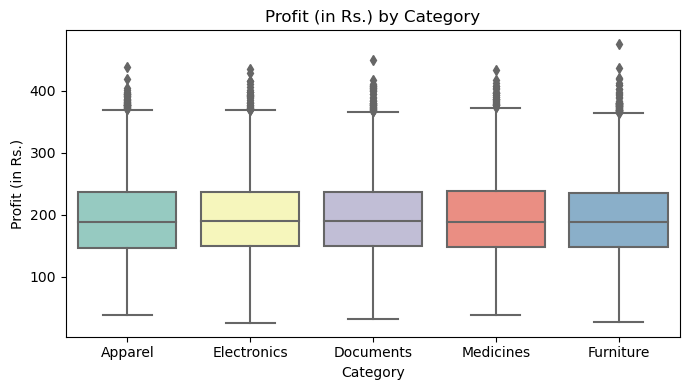 Profit (in Rs.) by Category
Profit (in Rs.)
400
300
200
100
Apparel Electronics Documents Medicines Furniture
Category